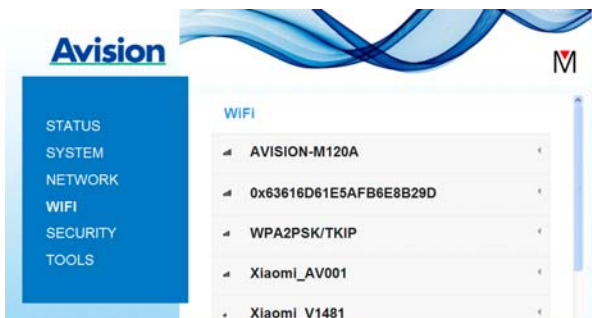 Avision
M
STATUS
SYSTEM
NETWORK
WIFI
SECURITY
TOOLS
WiFi
AVISION-M120A
0x63616D61E5AFB6E8B29D
WPA2PSK/TKIP
Xiaomi_AV001
Xiaomi_V1481